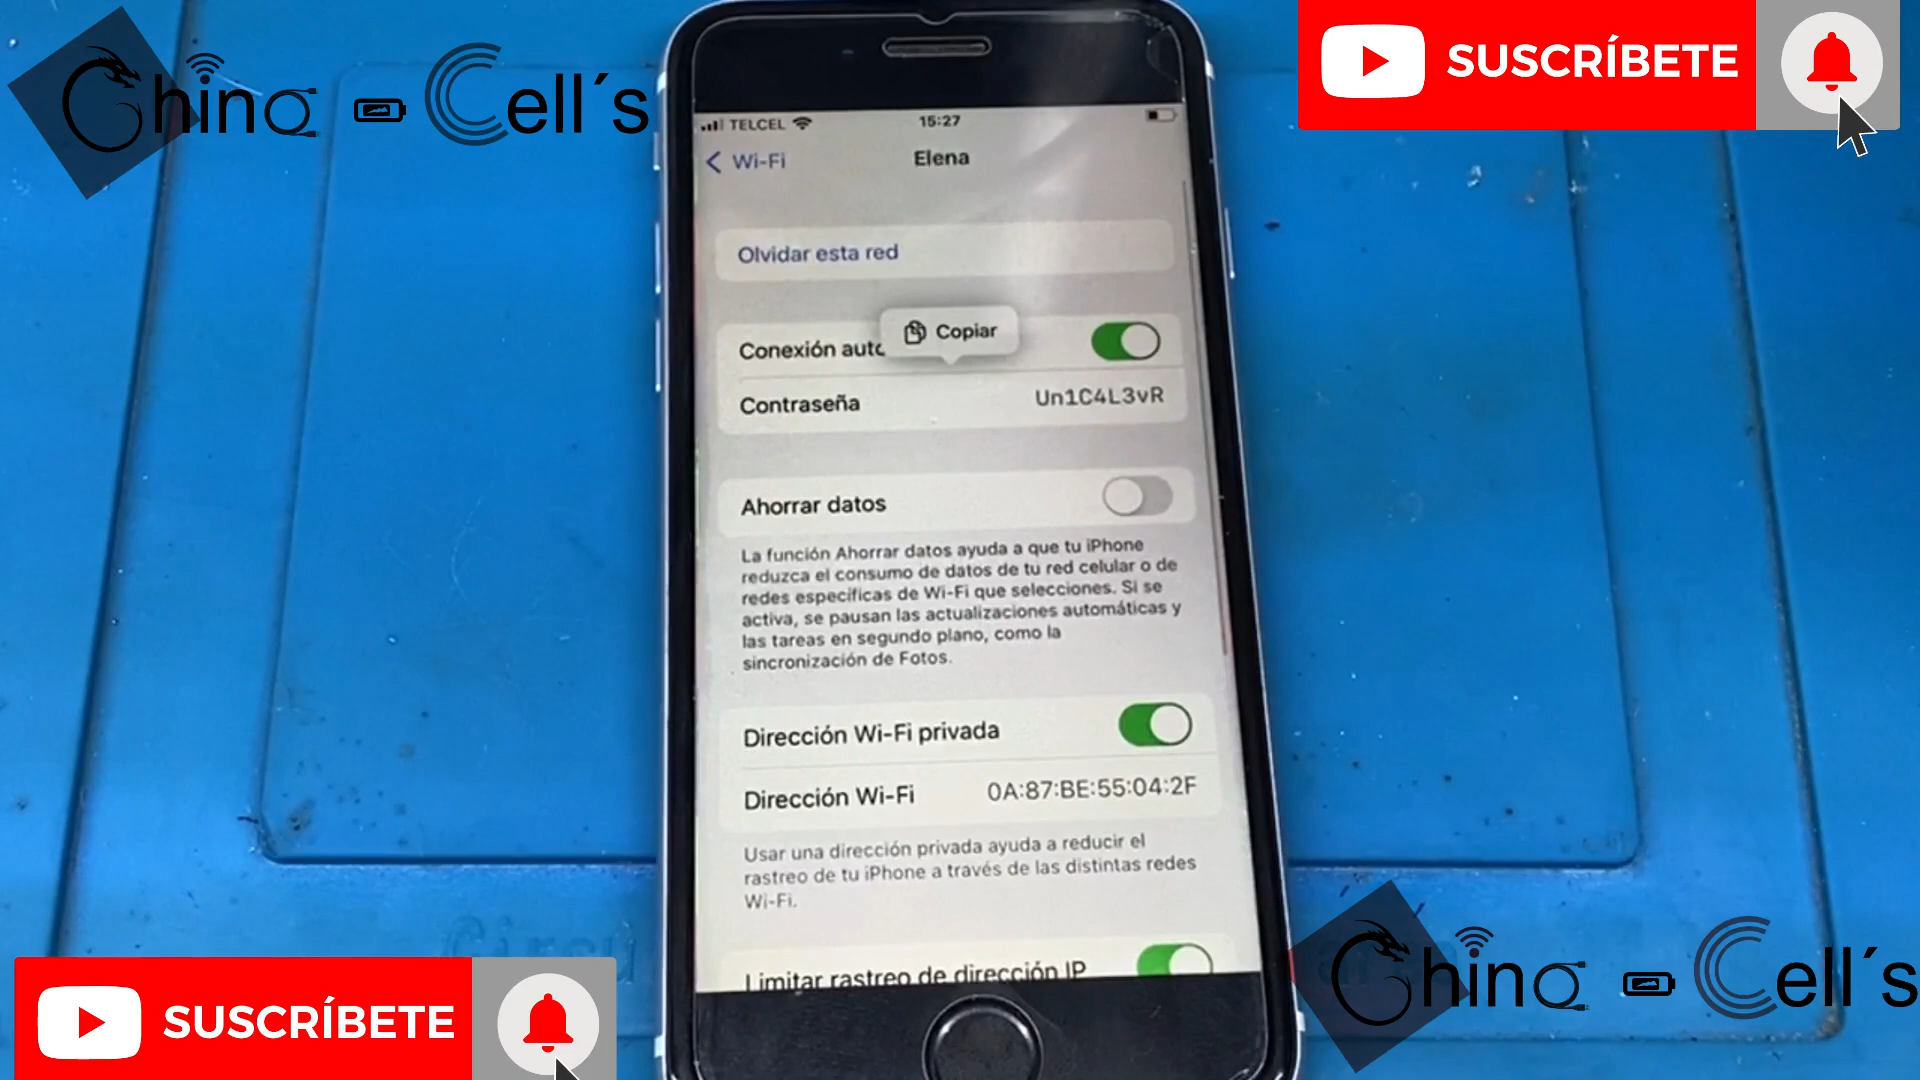 China Cell´s
SUSCRÍBETE
TELCEL
15:27
Wi-Fi
Elena
Olvidar esta red
Copiar
Conexión auto
Contraseña
Un1C4L3vR
Ahorrar datos
La función Ahorrar datos ayuda a que tu iPhone
reduzca el consumo de datos de tu red celular o de
redes específicas de Wi-Fi que selecciones. Si se
activa, se pausan las actualizaciones automáticas y
las tareas en segundo plano, como la
sincronización de Fotos.
Dirección Wi-Fi privada
Dirección Wi-Fi
0A:87:BE:55:04:2F
Usar una dirección privada ayuda a reducir el
rastreo de tu iPhone a través de las distintas redes
Wi-Fi.
Limitar rastreo de dirección IP
SUSCRÍBETE
China Cell´s